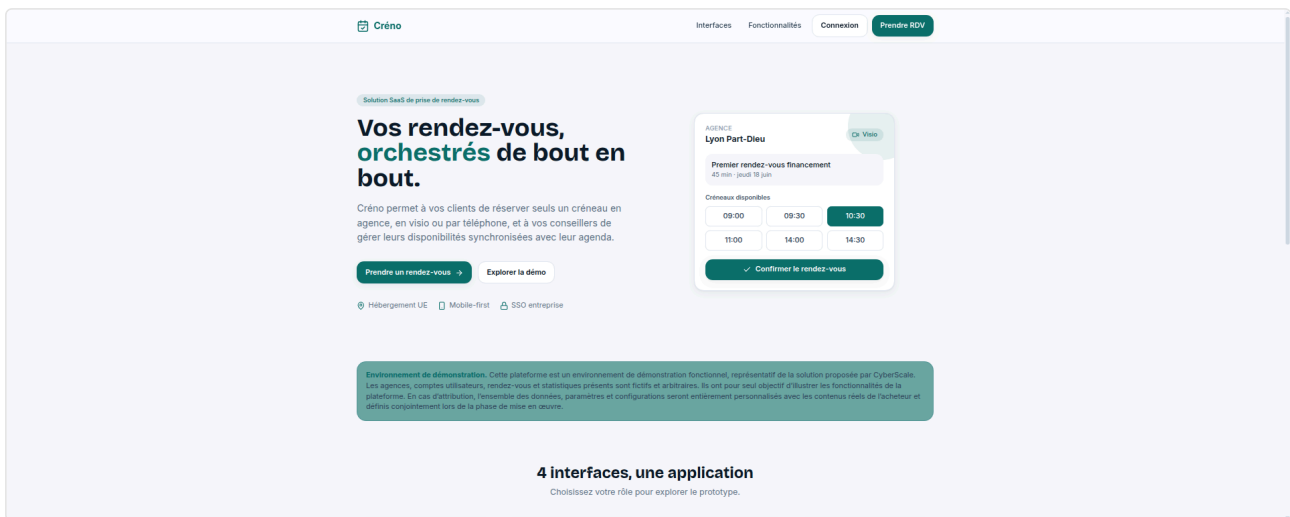 Créno
Interfaces
Fonctionnalités
Connexion
Prendre RDV
Solution SaaS de prise de rendez-vous
Vos rendez-vous,
orchestrés de bout en
bout.
Créno permet à vos clients de réserver seuls un créneau en
agence, en visio ou par téléphone, et à vos conseillers de
gérer leurs disponibilités synchronisées avec leur agenda.
Prendre un rendez-vous →
Explorer la démo
Hébergement UE
Mobile-first
SSO entreprise
AGENCE
Lyon Part-Dieu
Visio
Premier rendez-vous financement
45 min · jeudi 18 juin
Créneaux disponibles
09:00 09:30 10:30
11:00 14:00 14:30
Confirmer le rendez-vous
Environnement de démonstration. Cette plateforme est un environnement de démonstration fonctionnel, représentatif de la solution proposée par CyberScale.
Les agences, comptes utilisateurs, rendez-vous et statistiques présents sont fictifs et arbitraires. Ils ont pour seul objectif d'illustrer les fonctionnalités de la
plateforme. En cas d'attribution, l'ensemble des données, paramètres et configurations seront entièrement personnalisés avec les contenus réels de l'acheteur et
définis conjointement lors de la phase de mise en œuvre.
4 interfaces, une application
Choisissez votre rôle pour explorer le prototype.